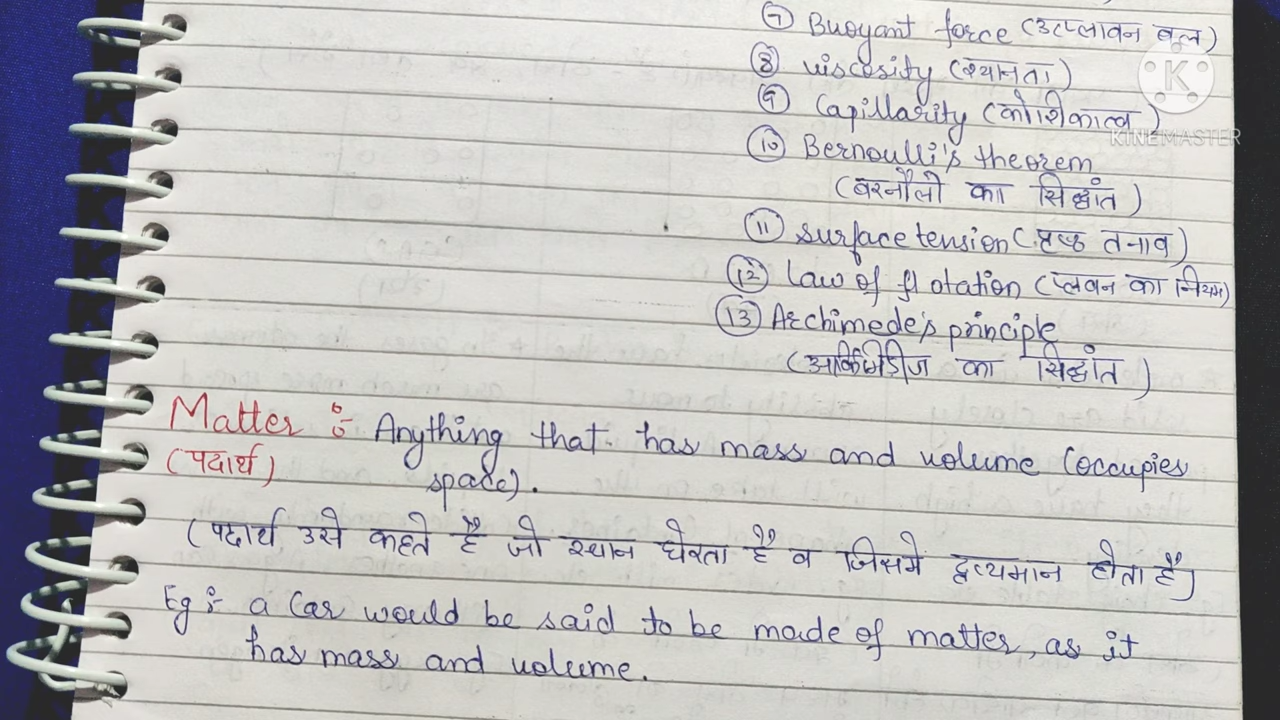 ⑦ Buoyant force (उत्प्लावन बल)
⑧ viscosity (श्यानता)
⑨ Capillarity (कोशिकात्व)
⑩ Bernoulli's theorem
(बरनौली का सिद्धांत)
⑪ surface tension (पृष्ठ तनाव)
⑫ law of flotation (प्लवन का नियम)
⑬ Archimede's principle
(आर्किमीडीज का सिद्धांत)
Matter :- Anything that has mass and volume (occupies
(पदार्थ) space).
(पदार्थ उसे कहते हैं जो स्थान घेरता है व जिसमे द्रव्यमान होता है)
Eg :- a Car would be said to be made of matter, as it
has mass and volume.
K
KINEMASTER